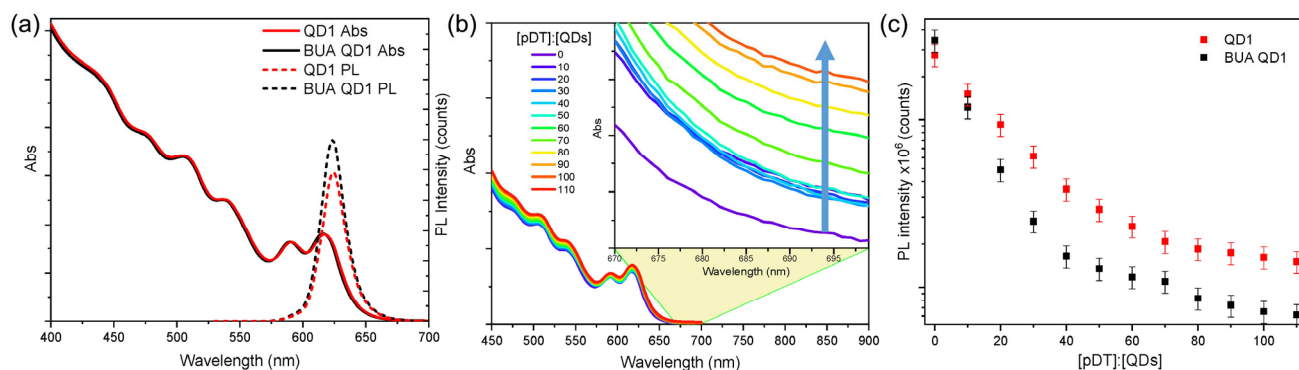 (a)
QD1 Abs
BUA QD1 Abs
QD1 PL
BUA QD1 PL
Abs
PL Intensity (counts)
400 450 500 550 600 650 700
Wavelength (nm)
(b)
[pDT]:[QDs]
0
10
20
30
40
50
60
70
80
90
100
110
Abs
Abs
670 675 680 685 690 695
Wavelength (nm)
450 500 550 600 650 700 750 800 850 900
Wavelength (nm)
(c)
QD1
BUA QD1
PL intensity x10⁶ (counts)
0 20 40 60 80 100
[pDT]:[QDs]